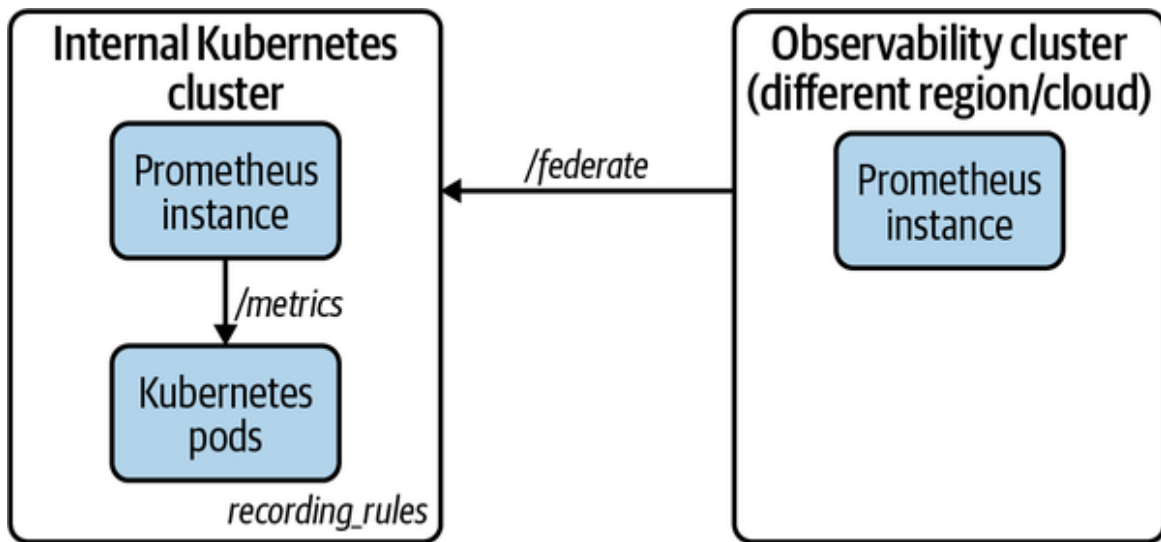 Internal Kubernetes
cluster
Prometheus
instance
/metrics
Kubernetes
pods
recording_rules
/federate
Observability cluster
(different region/cloud)
Prometheus
instance